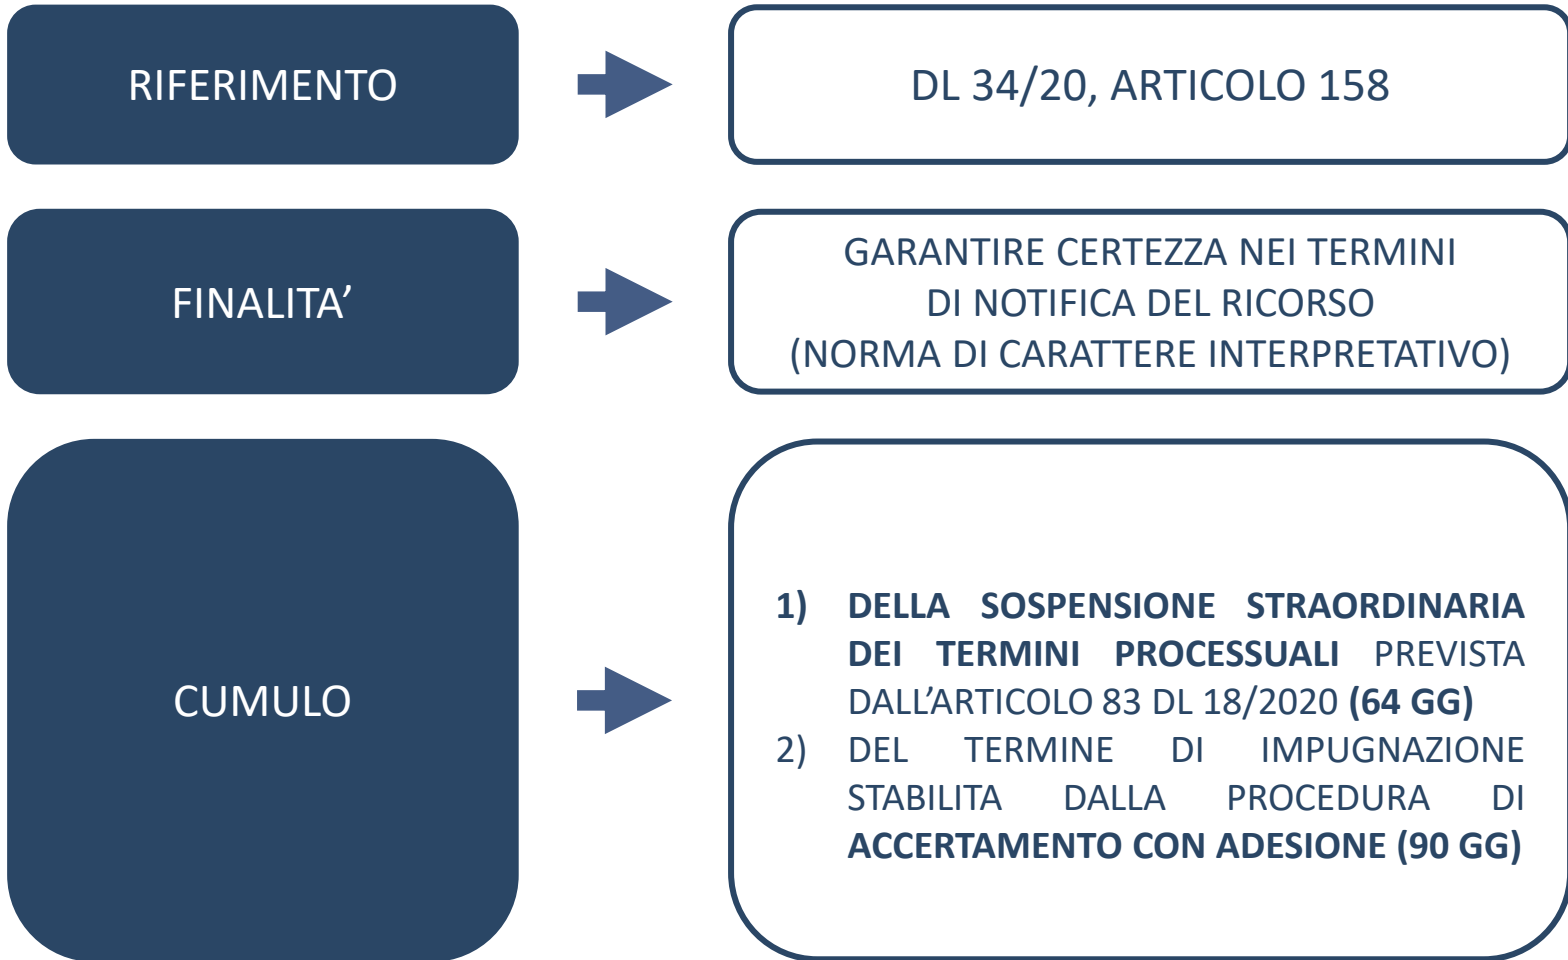 RIFERIMENTO
DL 34/20, ARTICOLO 158
FINALITA’
GARANTIRE CERTEZZA NEI TERMINI
DI NOTIFICA DEL RICORSO
(NORMA DI CARATTERE INTERPRETATIVO)
CUMULO
1) DELLA SOSPENSIONE STRAORDINARIA
DEI TERMINI PROCESSUALI PREVISTA
DALL’ARTICOLO 83 DL 18/2020 (64 GG)
2) DEL TERMINE DI IMPUGNAZIONE
STABILITA DALLA PROCEDURA DI
ACCERTAMENTO CON ADESIONE (90 GG)